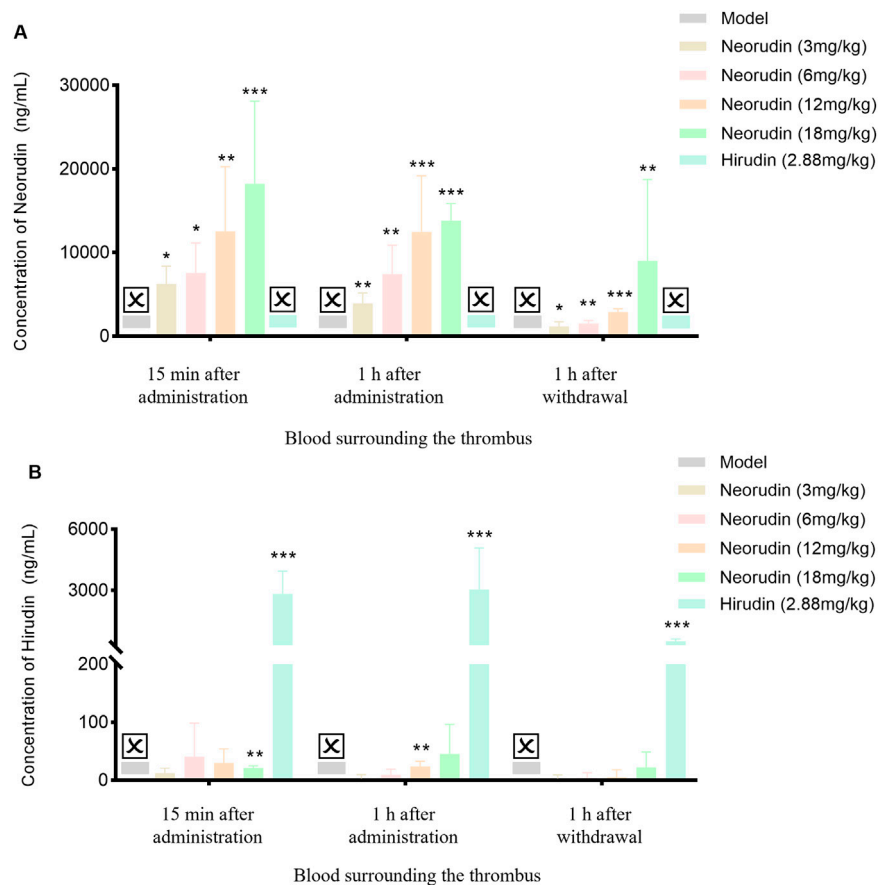 A
Model
Neorudin (3mg/kg)
Neorudin (6mg/kg)
Neorudin (12mg/kg)
Neorudin (18mg/kg)
Hirudin (2.88mg/kg)
Concentration of Neorudin (ng/mL)
30000
20000
10000
0
***
**
*
*
***
***
**
**
**
***
**
*
15 min after
administration
1 h after
administration
1 h after
withdrawal
Blood surrounding the thrombus
B
Model
Neorudin (3mg/kg)
Neorudin (6mg/kg)
Neorudin (12mg/kg)
Neorudin (18mg/kg)
Hirudin (2.88mg/kg)
Concentration of Hirudin (ng/mL)
6000
3000
200
100
0
***
**
***
**
***
15 min after
administration
1 h after
administration
1 h after
withdrawal
Blood surrounding the thrombus